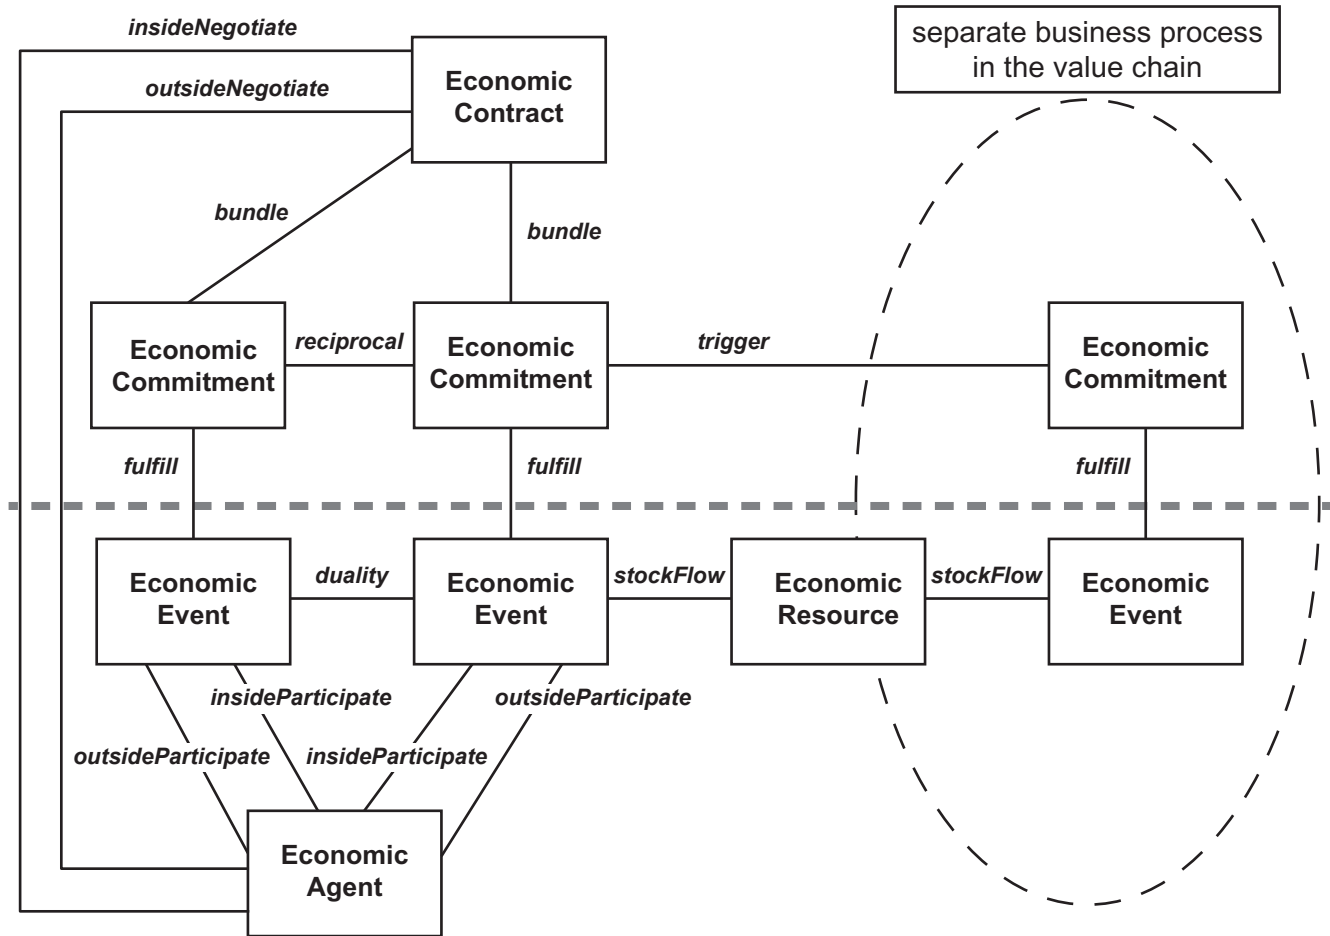 insideNegotiate
separate business process
in the value chain
outsideNegotiate
Economic
Contract
bundle
bundle
Economic
Commitment
reciprocal
Economic
Commitment
trigger
Economic
Commitment
fulfill
fulfill
fulfill
Economic
Event
duality
Economic
Event
stockFlow
Economic
Resource
stockFlow
Economic
Event
insideParticipate
outsideParticipate
outsideParticipate
insideParticipate
Economic
Agent